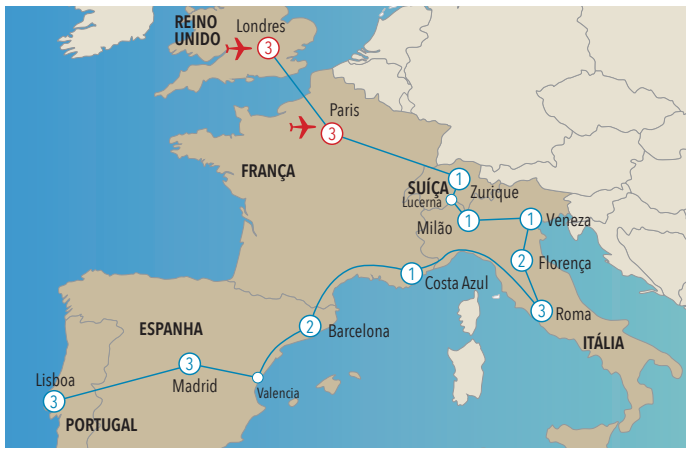 REINO
UNIDO
Londres
3
Paris
3
FRANÇA
SUÍÇA
1
Zurique
Lucerna
Milão
1
1
Veneza
2
Florença
1
Costa Azul
3
Roma
ITÁLIA
2
Barcelona
ESPANHA
3
Madrid
Valencia
Lisboa
3
PORTUGAL